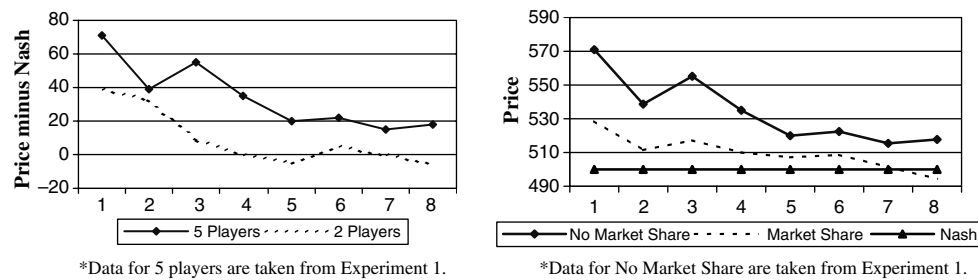 Price minus Nash
80
60
40
20
0
–20
1 2 3 4 5 6 7 8
5 Players 2 Players
*Data for 5 players are taken from Experiment 1.
Price
590
570
550
530
510
490
1 2 3 4 5 6 7 8
No Market Share Market Share Nash
*Data for No Market Share are taken from Experiment 1.